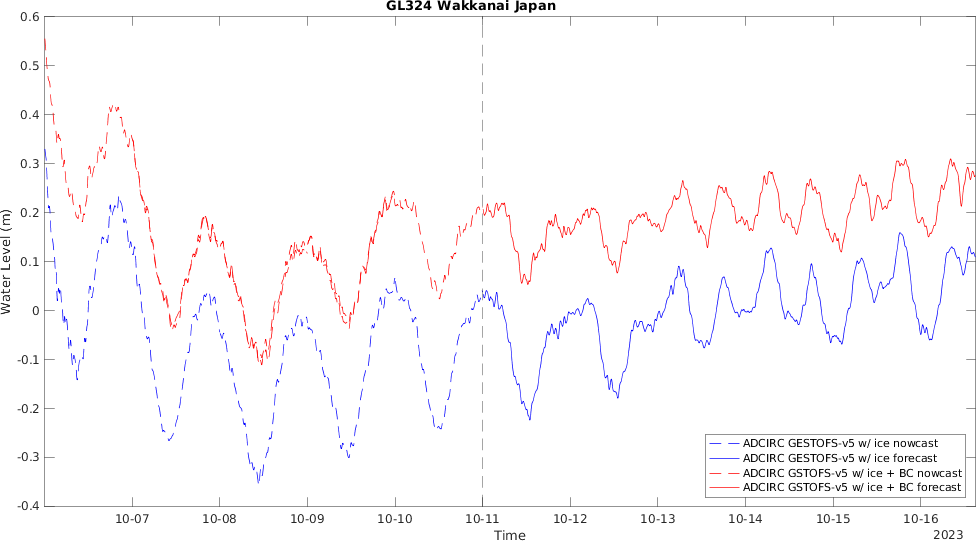 GL324 Wakkanai Japan
0.6
0.5
0.4
0.3
0.2
0.1
0
-0.1
-0.2
-0.3
-0.4
Water Level (m)
ADCIRC GESTOFS-v5 w/ ice nowcast
ADCIRC GESTOFS-v5 w/ ice forecast
ADCIRC GSTOFS-v5 w/ ice + BC nowcast
ADCIRC GSTOFS-v5 w/ ice + BC forecast
10-07 10-08 10-09 10-10 10-11 10-12 10-13 10-14 10-15 10-16
Time
2023